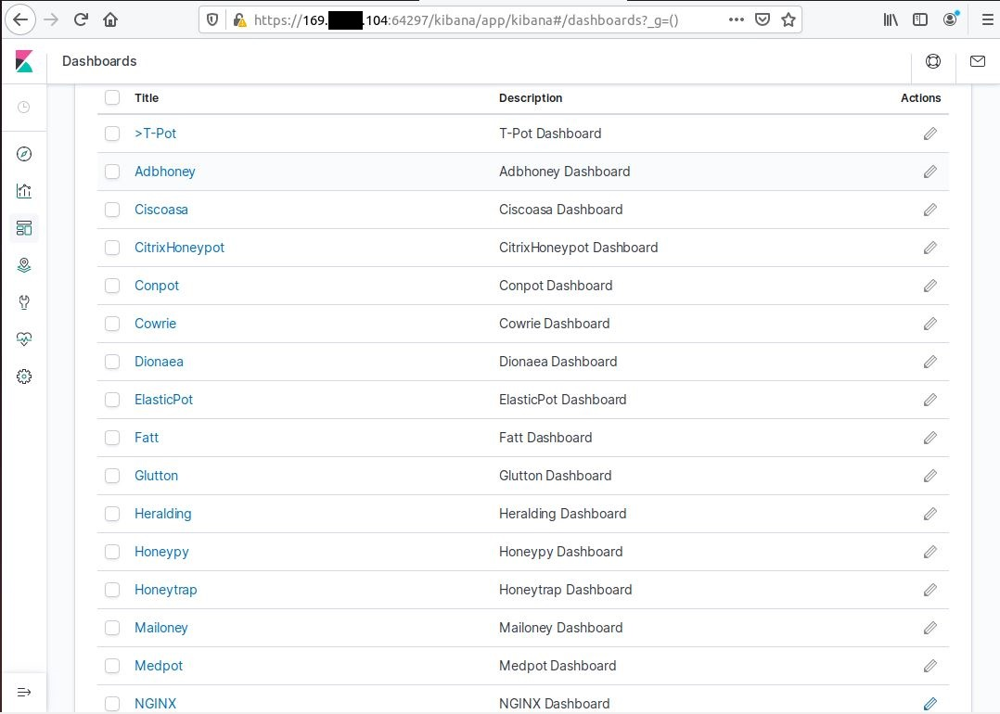 https://169. .104:64297/kibana/app/kibana#/dashboards?_g=()
Dashboards
Title Description Actions
>T-Pot T-Pot Dashboard
Adbhoney Adbhoney Dashboard
Ciscoasa Ciscoasa Dashboard
CitrixHoneypot CitrixHoneypot Dashboard
Conpot Conpot Dashboard
Cowrie Cowrie Dashboard
Dionaea Dionaea Dashboard
ElasticPot ElasticPot Dashboard
Fatt Fatt Dashboard
Glutton Glutton Dashboard
Heralding Heralding Dashboard
Honeypy Honeypy Dashboard
Honeytrap Honeytrap Dashboard
Mailoney Mailoney Dashboard
Medpot Medpot Dashboard
NGINX NGINX Dashboard